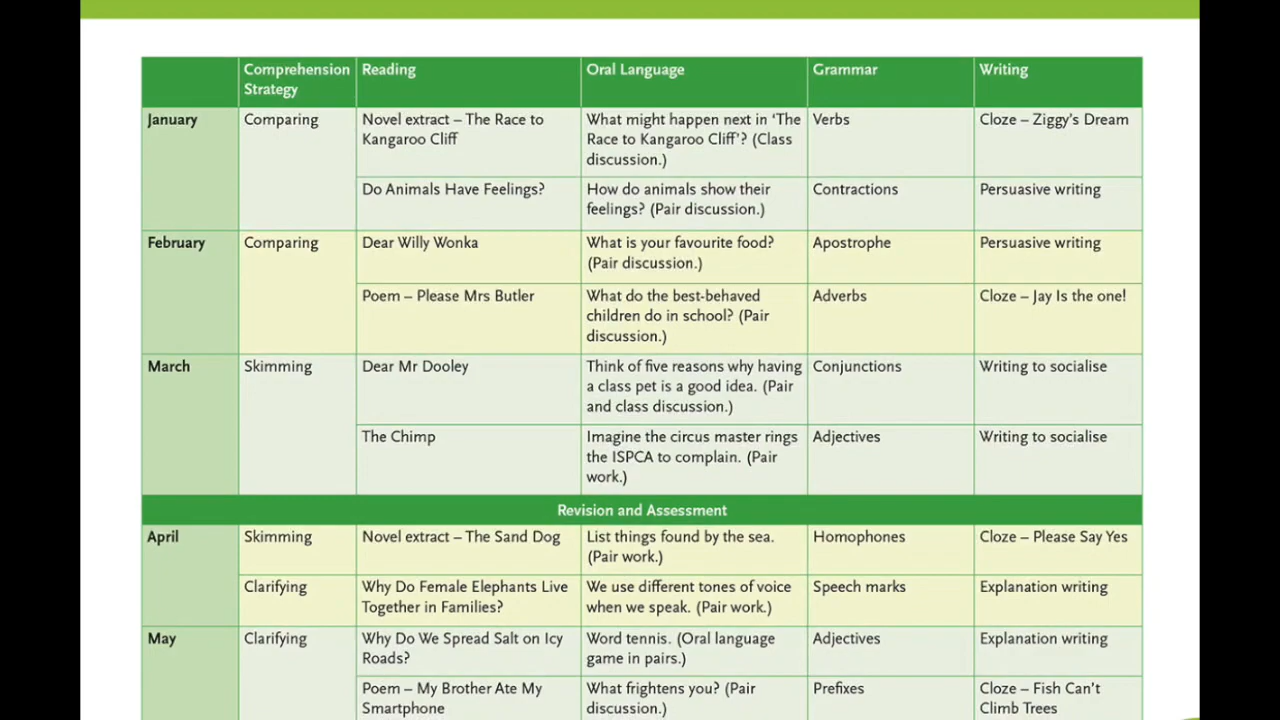 Comprehension Strategy	Reading	Oral Language	Grammar	Writing
January	Comparing	Novel extract – The Race to Kangaroo Cliff	What might happen next in ‘The Race to Kangaroo Cliff’? (Class discussion.)	Verbs	Cloze – Ziggy’s Dream
Do Animals Have Feelings?	How do animals show their feelings? (Pair discussion.)	Contractions	Persuasive writing
February	Comparing	Dear Willy Wonka	What is your favourite food? (Pair discussion.)	Apostrophe	Persuasive writing
Poem – Please Mrs Butler	What do the best-behaved children do in school? (Pair discussion.)	Adverbs	Cloze – Jay Is the one!
March	Skimming	Dear Mr Dooley	Think of five reasons why having a class pet is a good idea. (Pair and class discussion.)	Conjunctions	Writing to socialise
The Chimp	Imagine the circus master rings the ISPCA to complain. (Pair work.)	Adjectives	Writing to socialise
Revision and Assessment
April	Skimming	Novel extract – The Sand Dog	List things found by the sea. (Pair work.)	Homophones	Cloze – Please Say Yes
Clarifying	Why Do Female Elephants Live Together in Families?	We use different tones of voice when we speak. (Pair work.)	Speech marks	Explanation writing
May	Clarifying	Why Do We Spread Salt on Icy Roads?	Word tennis. (Oral language game in pairs.)	Adjectives	Explanation writing
Poem – My Brother Ate My Smartphone	What frightens you? (Pair discussion.)	Prefixes	Cloze – Fish Can’t Climb Trees